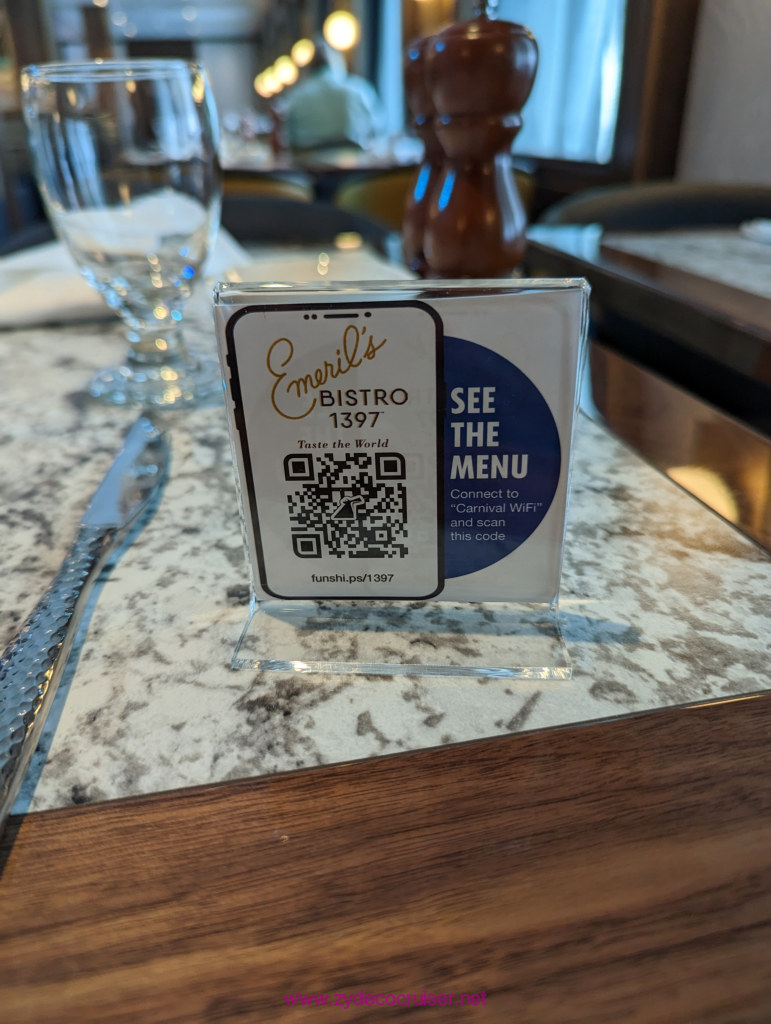 Emeril's
BISTRO
1397
Taste the World
funshi.ps/1397
SEE
THE
MENU
Connect to
"Carnival WiFi"
and scan
this code
www.zydecocruiser.net